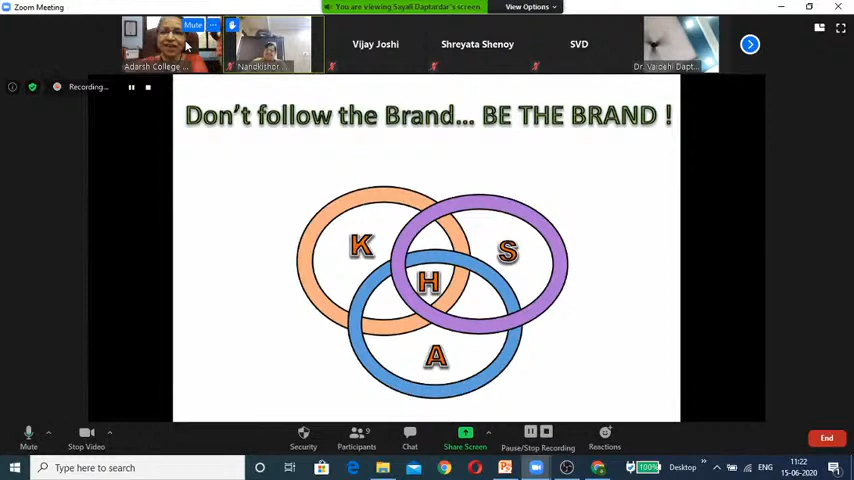 Zoom Meeting
You are viewing Sayali Daptardar's screen
View Options
Mute
Adarsh College ...
Nandkishor ...
Vijay Joshi
Shreyata Shenoy
SVD
Dr. Vaidehi Dapt...
Recording...
Don't follow the Brand... BE THE BRAND !
K
S
H
A
Mute
Stop Video
Security
Participants
9
Chat
Share Screen
Pause/Stop Recording
Reactions
End
Type here to search
100%
Desktop
ENG
11:22
15-06-2020